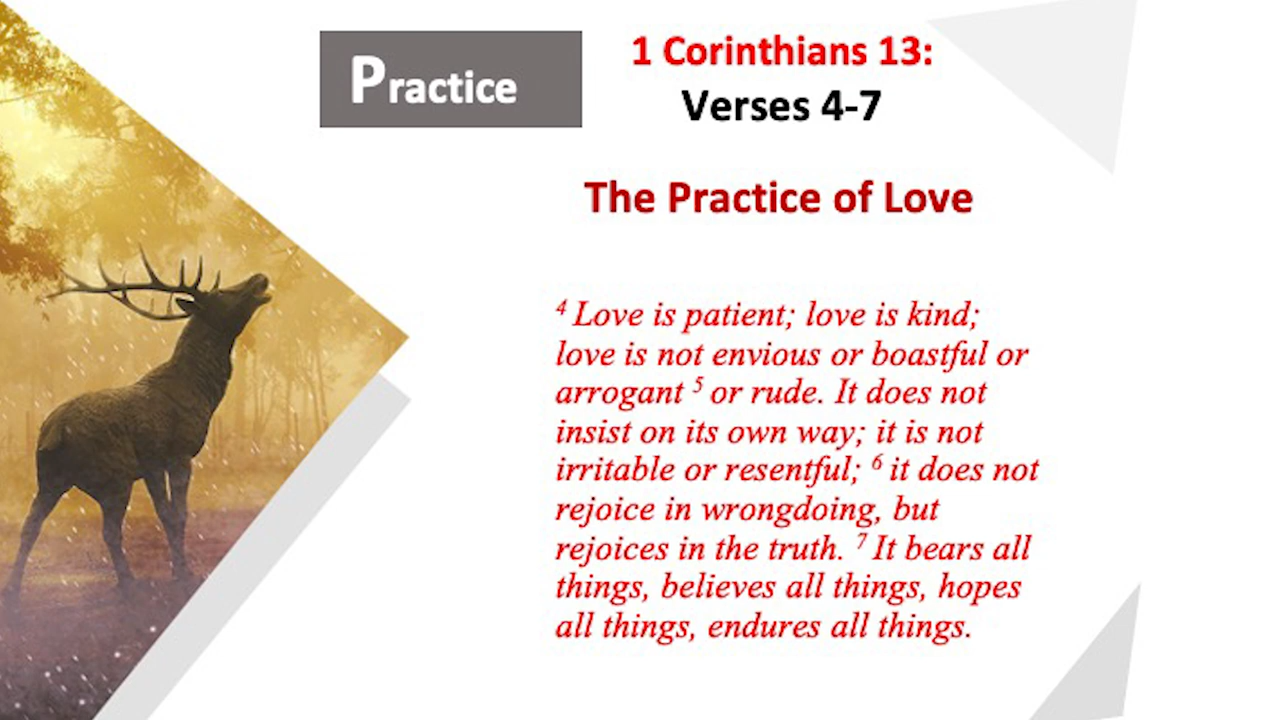 Practice
1 Corinthians 13:
Verses 4-7
The Practice of Love
4 Love is patient; love is kind;
love is not envious or boastful or
arrogant 5 or rude. It does not
insist on its own way; it is not
irritable or resentful; 6 it does not
rejoice in wrongdoing, but
rejoices in the truth. 7 It bears all
things, believes all things, hopes
all things, endures all things.